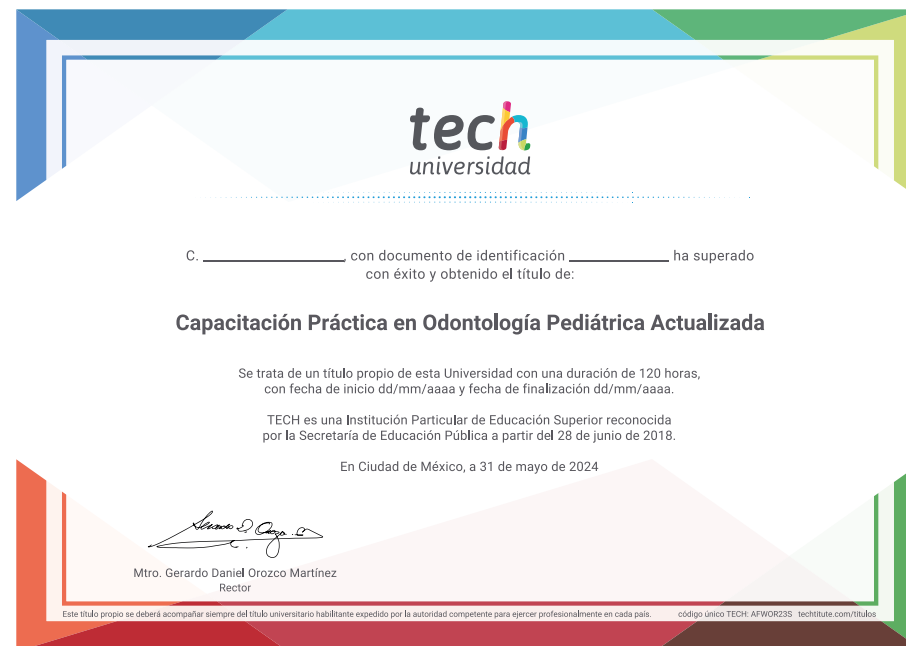 tech
universidad
C. ____________, con documento de identificación ____________ ha superado
con éxito y obtenido el título de:
Capacitación Práctica en Odontología Pediátrica Actualizada
Se trata de un título propio de esta Universidad con una duración de 120 horas,
con fecha de inicio dd/mm/aaaa y fecha de finalización dd/mm/aaaa.
TECH es una Institución Particular de Educación Superior reconocida
por la Secretaría de Educación Pública a partir del 28 de junio de 2018.
En Ciudad de México, a 31 de mayo de 2024
Mtro. Gerardo Daniel Orozco Martínez
Rector
Este título propio se deberá acompañar siempre del título universitario habilitante expedido por la autoridad competente para ejercer profesionalmente en cada país. código único TECH: AFWOR23S techtitute.com/titulos